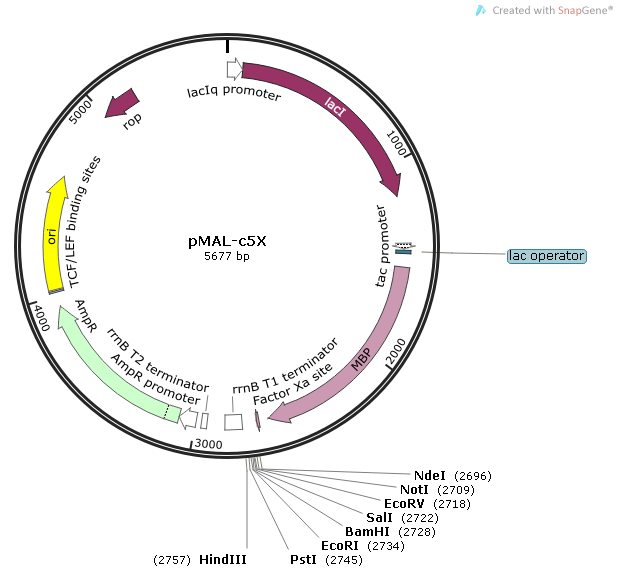 Created with SnapGene®
lacIq promoter
lacI
1000
tac promoter
lac operator
MBP
2000
rrnB T1 terminator
Factor Xa site
3000
rrnB T2 terminator
AmpR promoter
AmpR
4000
ori
TCF/LEF binding sites
rop
5000
pMAL-c5X
5677 bp
NdeI (2696)
NotI (2709)
EcoRV (2718)
SalI (2722)
BamHI (2728)
EcoRI (2734)
PstI (2745)
(2757) HindIII